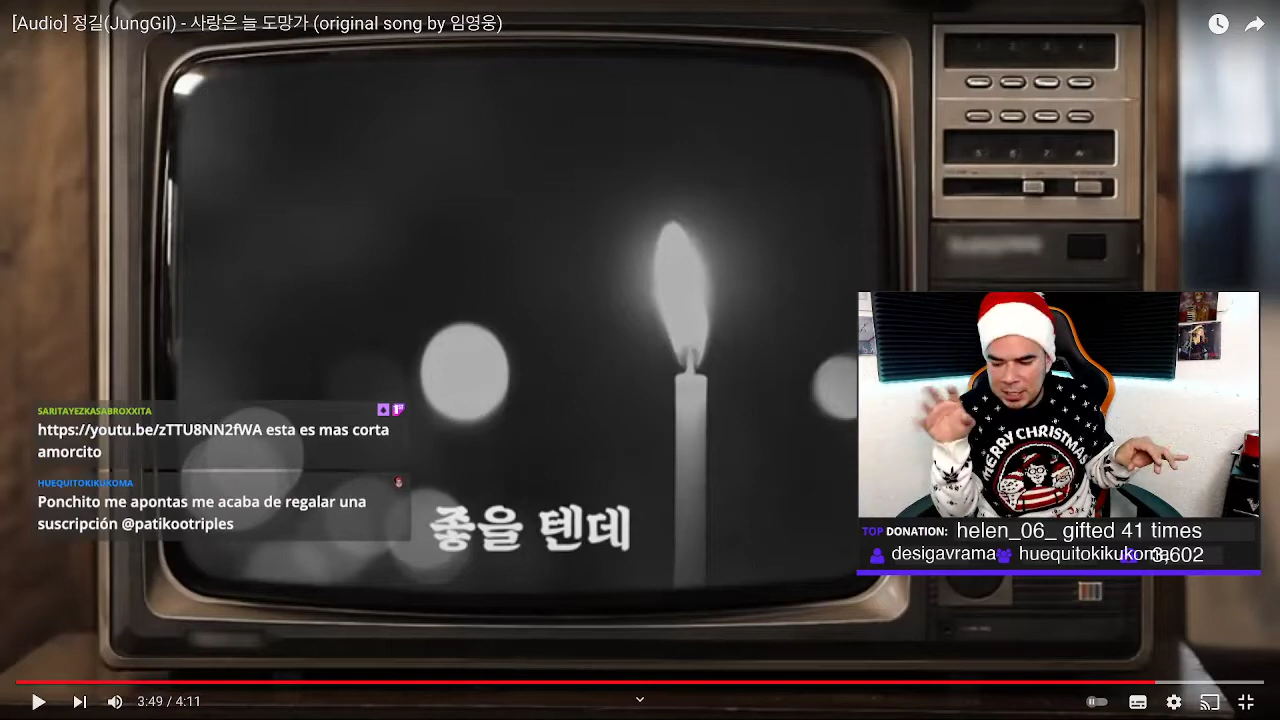 [Audio] 정길(JungGil) - 사랑은 늘 도망가 (original song by 임영웅)
SARITAYEZKASABROXXITA
https://youtu.be/zTTU8NN2fWA esta es mas corta
amorcito
HUEQUITOKIKUKOMA
Ponchito me apontas me acaba de regalar una
suscripción @patikootriples
좋을 텐데
MERRY CHRISTMAS
TOP DONATION: helen_06_ gifted 41 times
desigavrama huequitokikukoma 3,602
3:49 / 4:11